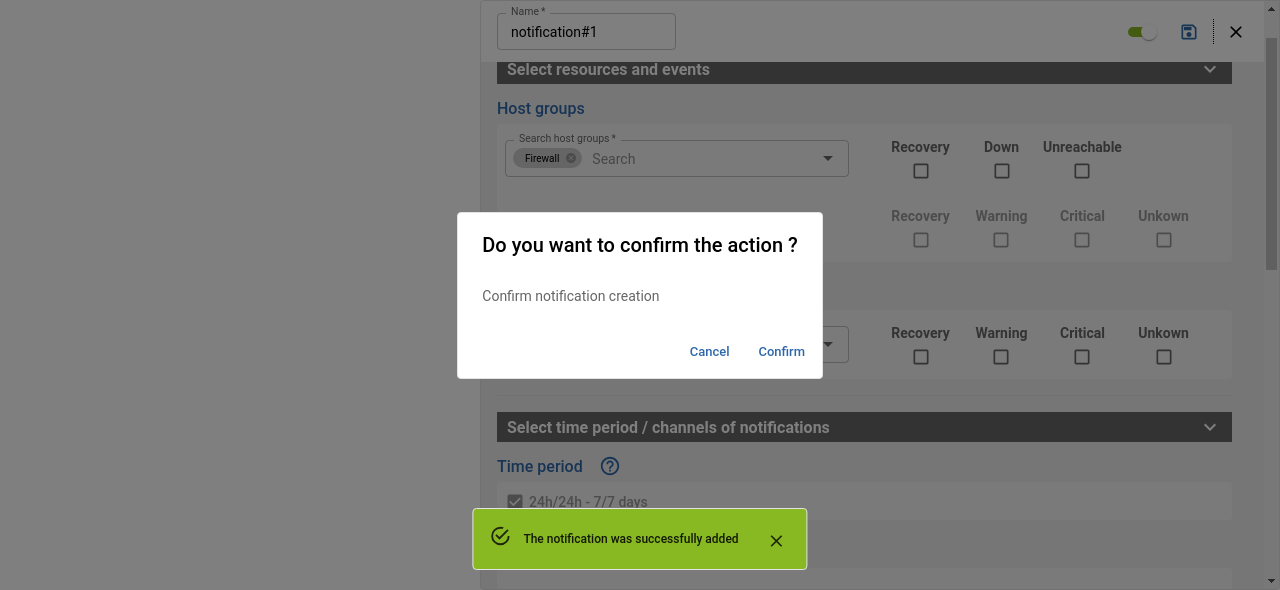 Name *
notification#1
Select resources and events
Host groups
Search host groups *
Firewall
Search
Recovery Down Unreachable
Recovery Warning Critical Unkown
Do you want to confirm the action ?
Confirm notification creation
Cancel Confirm
Recovery Warning Critical Unkown
Select time period / channels of notifications
Time period
24h/24h - 7/7 days
The notification was successfully added